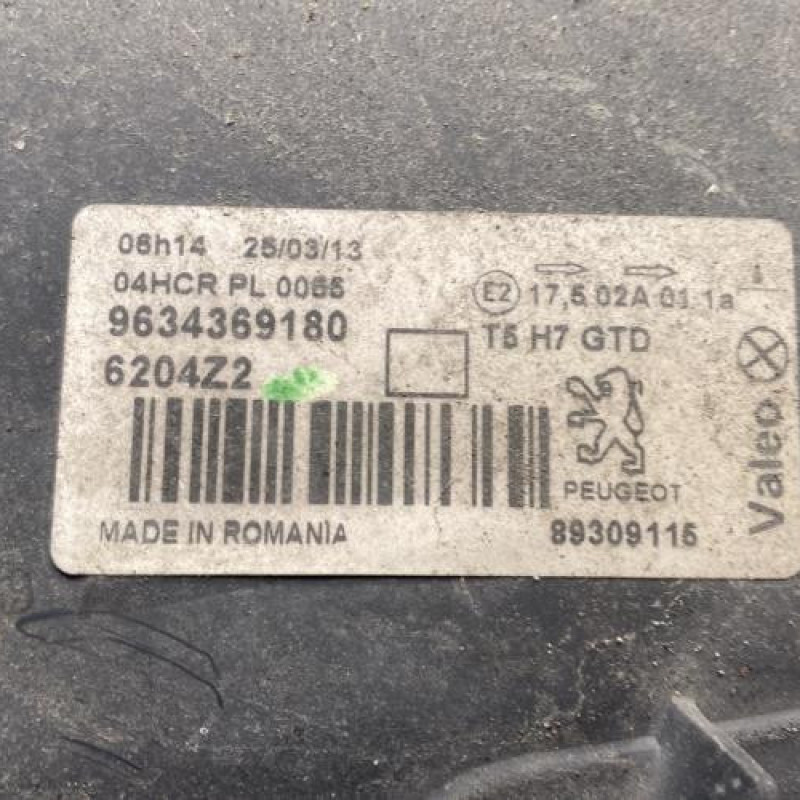 06h14 25/03/13
04HCR PL 0065
9634369180
6204Z2
E2 17,5 02A 01 1a
T5 H7 GTD
PEUGEOT
Valeo
MADE IN ROMANIA
89309115